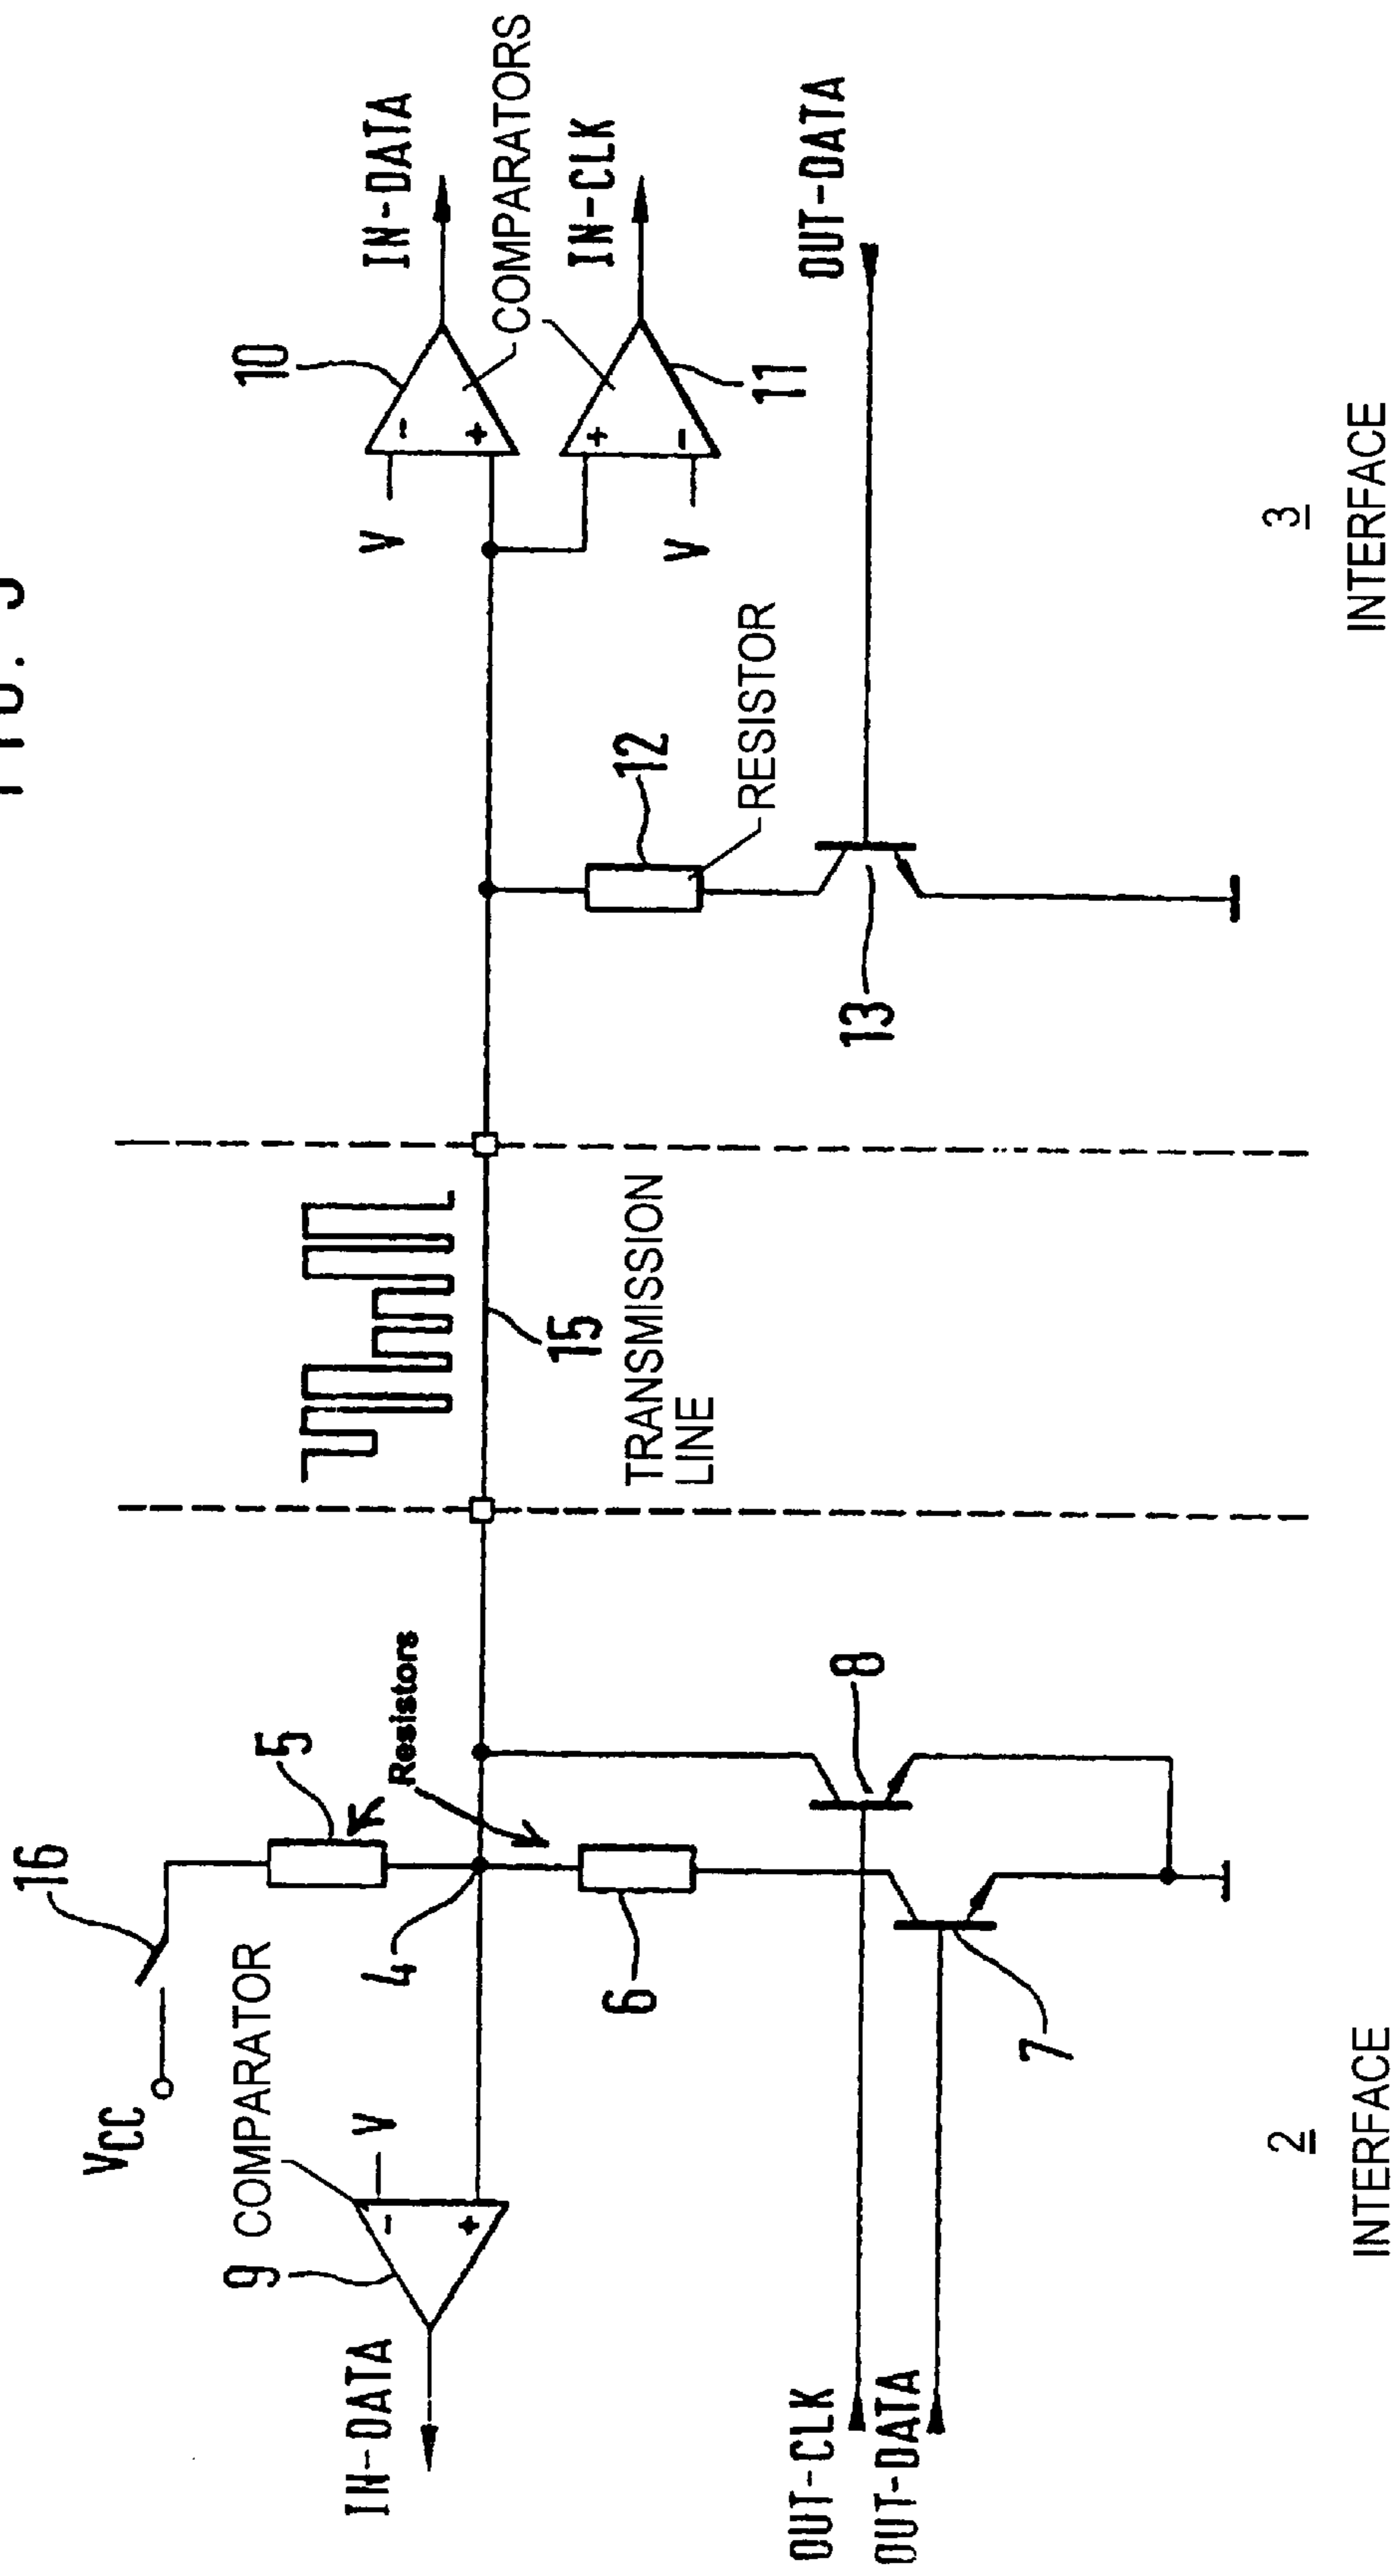 FIG.
16
VCC
5
10
9 COMPARATOR
V
IN-DATA
IN-DATA
Resistors
4
COMPARATORS
V
15
IN-CLK
6
TRANSMISSION
LINE
12
V
11
RESISTOR
OUT-CLK
OUT-DATA
8
13
OUT-DATA
7
2
INTERFACE
3
INTERFACE